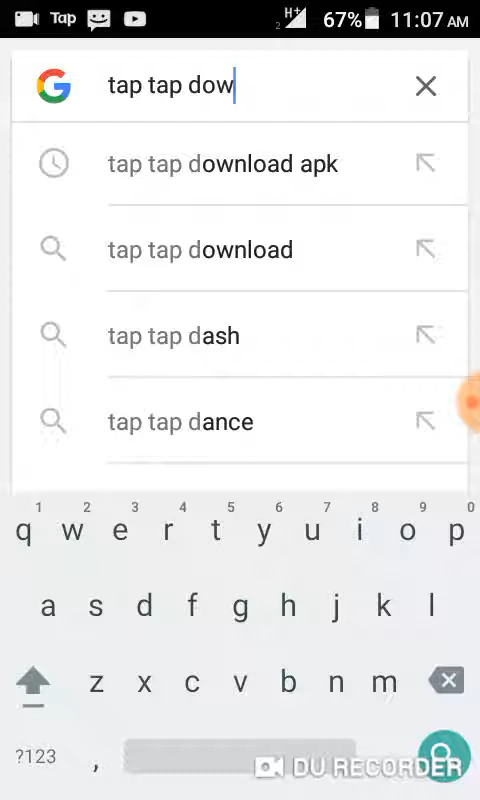 Tap 2 H+ 67% 11:07 AM
G tap tap dow
tap tap download apk
tap tap download
tap tap dash
tap tap dance
1 2 3 4 5 6 7 8 9 0
q w e r t y u i o p
a s d f g h j k l
z x c v b n m
?123 ,
DU RECORDER